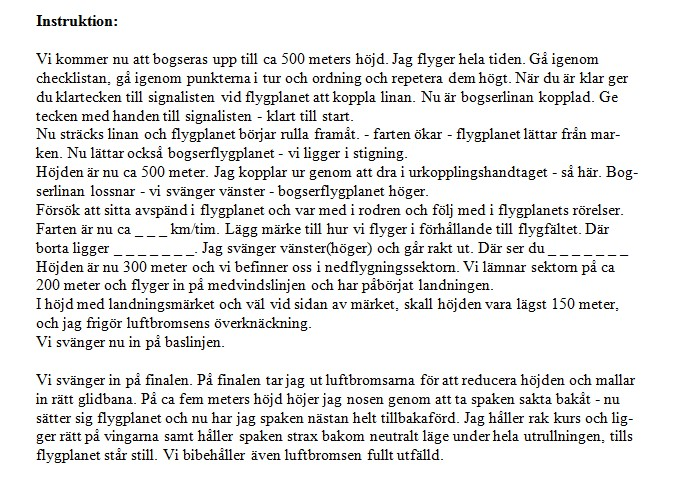 Instruktion:
Vi kommer nu att bogseras upp till ca 500 meters höjd. Jag flyger hela tiden. Gå igenom
checklistan, gå igenom punkterna i tur och ordning och repetera dem högt. När du är klar ger
du klartecken till signalisten vid flygplanet att koppla linan. Nu är bogserlinan kopplad. Ge
tecken med handen till signalisten - klart till start.
Nu sträcks linan och flygplanet börjar rulla framåt. - farten ökar - flygplanet lättar från mar-
ken. Nu lättar också bogserflygplanet - vi ligger i stigning.
Höjden är nu ca 500 meter. Jag kopplar ur genom att dra i urkopplingshandtaget - så här. Bog-
serlinan lossnar - vi svänger vänster - bogserflygplanet höger.
Försök att sitta avspänd i flygplanet och var med i rodren och följ med i flygplanets rörelser.
Farten är nu ca _ _ _ km/tim. Lägg märke till hur vi flyger i förhållande till flygfältet. Där
borta ligger _ _ _ _ _ _ _. Jag svänger vänster(höger) och går rakt ut. Där ser du _ _ _ _ _ _ _
Höjden är nu 300 meter och vi befinner oss i nedflygningssektorn. Vi lämnar sektorn på ca
200 meter och flyger in på medvindslinjen och har påbörjat landningen.
I höjd med landningsmärket och väl vid sidan av märket, skall höjden vara lägst 150 meter,
och jag frigör luftbromsens överknäckning.
Vi svänger nu in på baslinjen.
Vi svänger in på finalen. På finalen tar jag ut luftbromsarna för att reducera höjden och mallar
in rätt glidbana. På ca fem meters höjd höjer jag nosen genom att ta spaken sakta bakåt - nu
sätter sig flygplanet och nu har jag spaken nästan helt tillbakaförd. Jag håller rak kurs och lig-
ger rätt på vingarna samt håller spaken strax bakom neutralt läge under hela utrullningen, tills
flygplanet står still. Vi bibehåller även luftbromsen fullt utfälld.